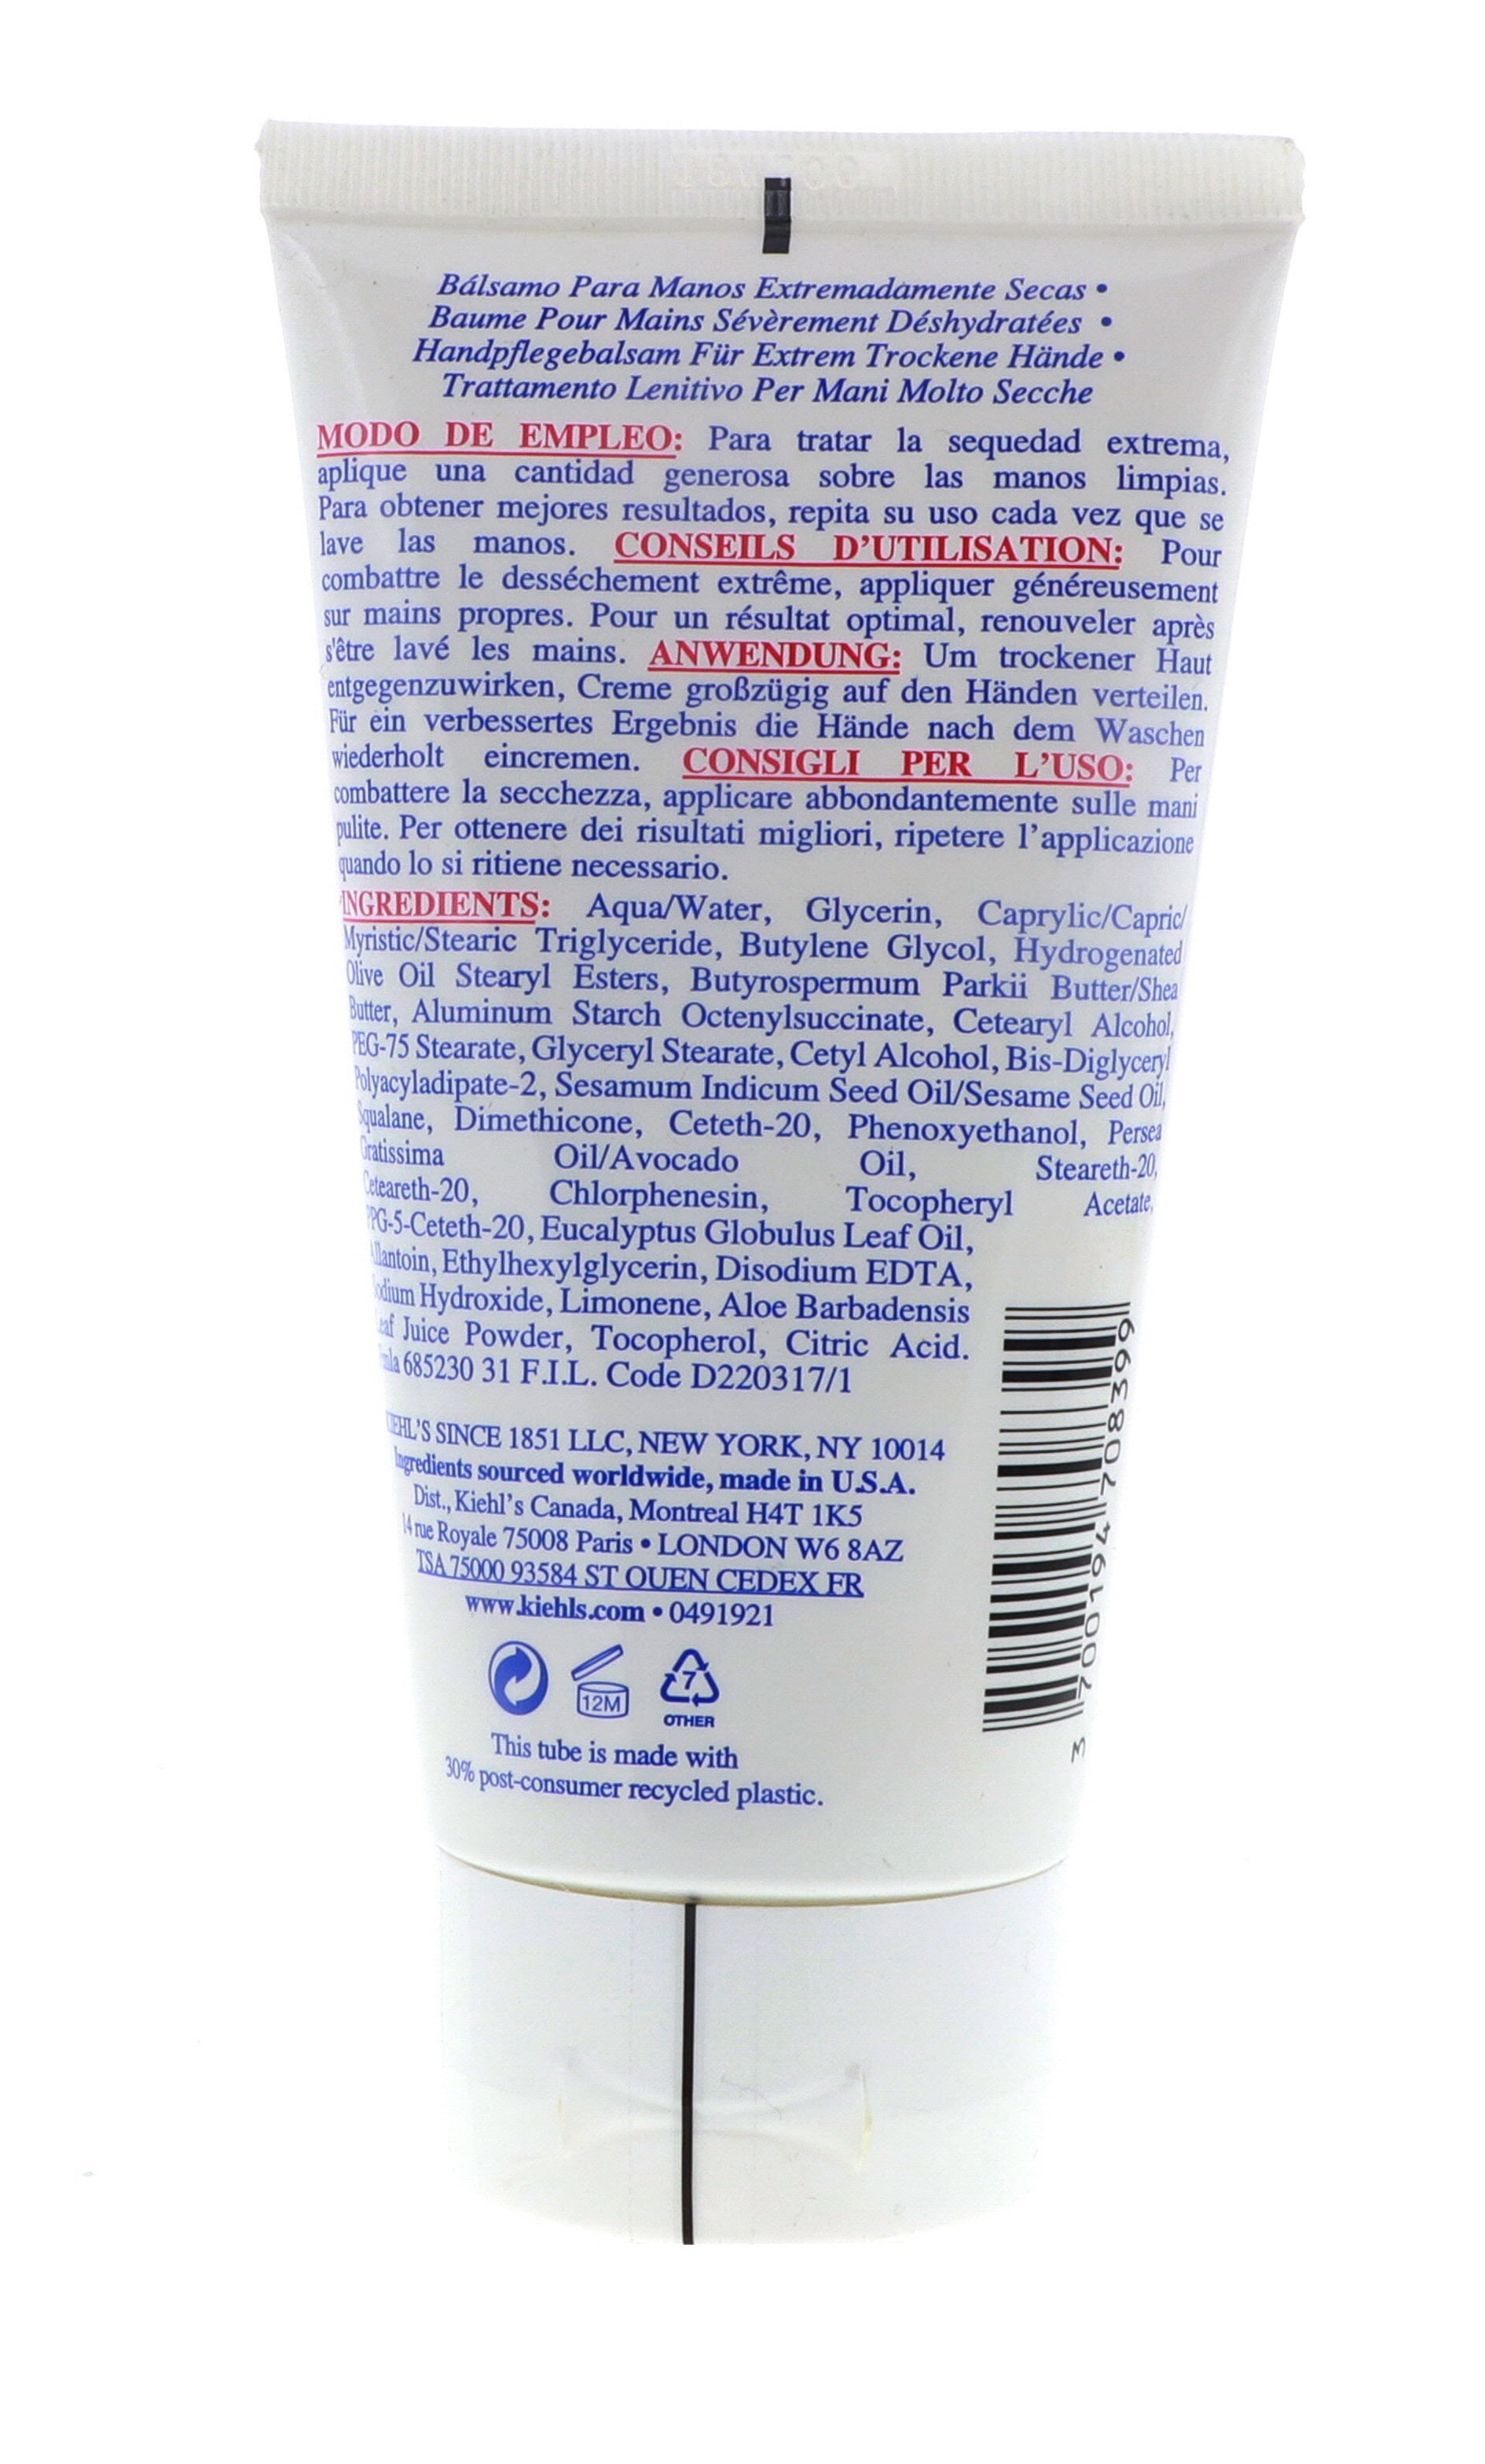 Bálsamo Para Manos Extremadamente Secas •
Baume Pour Mains Sévèrement Déshydratées •
Handpflegebalsam Für Extrem Trockene Hände •
Trattamento Lenitivo Per Mani Molto Secche
MODO DE EMPLEO: Para tratar la sequedad extrema,
aplique una cantidad generosa sobre las manos limpias.
Para obtener mejores resultados, repita su uso cada vez que se
lave las manos. CONSEILS D'UTILISATION: Pour
combattre le desséchement extrême, appliquer généreusement
sur mains propres. Pour un résultat optimal, renouveler après
s'être lavé les mains. ANWENDUNG: Um trockener Haut
entgegenzuwirken, Creme großzügig auf den Händen verteilen.
Für ein verbessertes Ergebnis die Hände nach dem Waschen
wiederholt eincremen. CONSIGLI PER L'USO: Per
combattere la secchezza, applicare abbondantemente sulle mani
pulite. Per ottenere dei risultati migliori, ripetere l'applicazione
quando lo si ritiene necessario.
INGREDIENTS: Aqua/Water, Glycerin, Caprylic/Capric/
Myristic/Stearic Triglyceride, Butylene Glycol, Hydrogenated
Olive Oil Stearyl Esters, Butyrospermum Parkii Butter/Shea
Butter, Aluminum Starch Octenylsuccinate, Cetearyl Alcohol,
PEG-75 Stearate, Glyceryl Stearate, Cetyl Alcohol, Bis-Diglyceryl
Polyacyladipate-2, Sesamum Indicum Seed Oil/Sesame Seed Oil,
Squalane, Dimethicone, Ceteth-20, Phenoxyethanol, Persea
Gratissima Oil/Avocado Oil, Steareth-20,
Ceteareth-20, Chlorphenesin, Tocopheryl Acetate,
PPG-5-Ceteth-20, Eucalyptus Globulus Leaf Oil,
Allantoin, Ethylhexylglycerin, Disodium EDTA,
Sodium Hydroxide, Limonene, Aloe Barbadensis
Leaf Juice Powder, Tocopherol, Citric Acid.
685230 31 F.I.L. Code D220317/1
KIEHL'S SINCE 1851 LLC, NEW YORK, NY 10014
Ingredients sourced worldwide, made in U.S.A.
Dist., Kiehl's Canada, Montreal H4T 1K5
14 rue Royale 75008 Paris • LONDON W6 8AZ
TSA 75000 93584 ST OUEN CEDEX FR
www.kiehls.com • 0491921
12M
7
OTHER
This tube is made with
30% post-consumer recycled plastic.
3 700194 708399